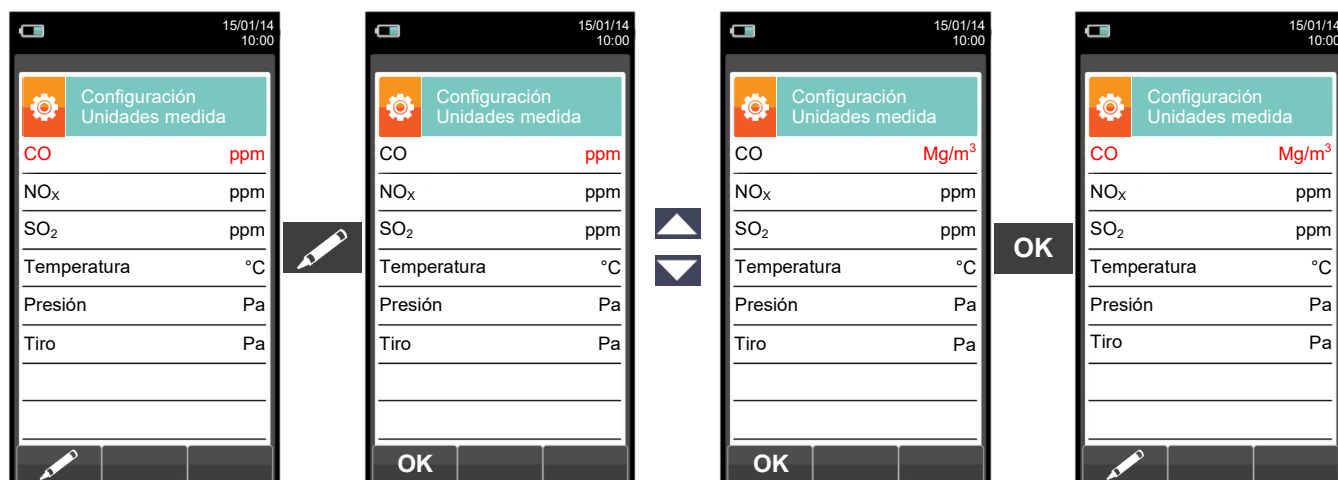 15/01/14
10:00
Configuración
Unidades medida
CO ppm
NOX ppm
SO2 ppm
Temperatura °C
Presión Pa
Tiro Pa
15/01/14
10:00
Configuración
Unidades medida
CO ppm
NOX ppm
SO2 ppm
Temperatura °C
Presión Pa
Tiro Pa
OK
15/01/14
10:00
Configuración
Unidades medida
CO Mg/m³
NOX ppm
SO2 ppm
Temperatura °C
Presión Pa
Tiro Pa
OK
OK
15/01/14
10:00
Configuración
Unidades medida
CO Mg/m³
NOX ppm
SO2 ppm
Temperatura °C
Presión Pa
Tiro Pa